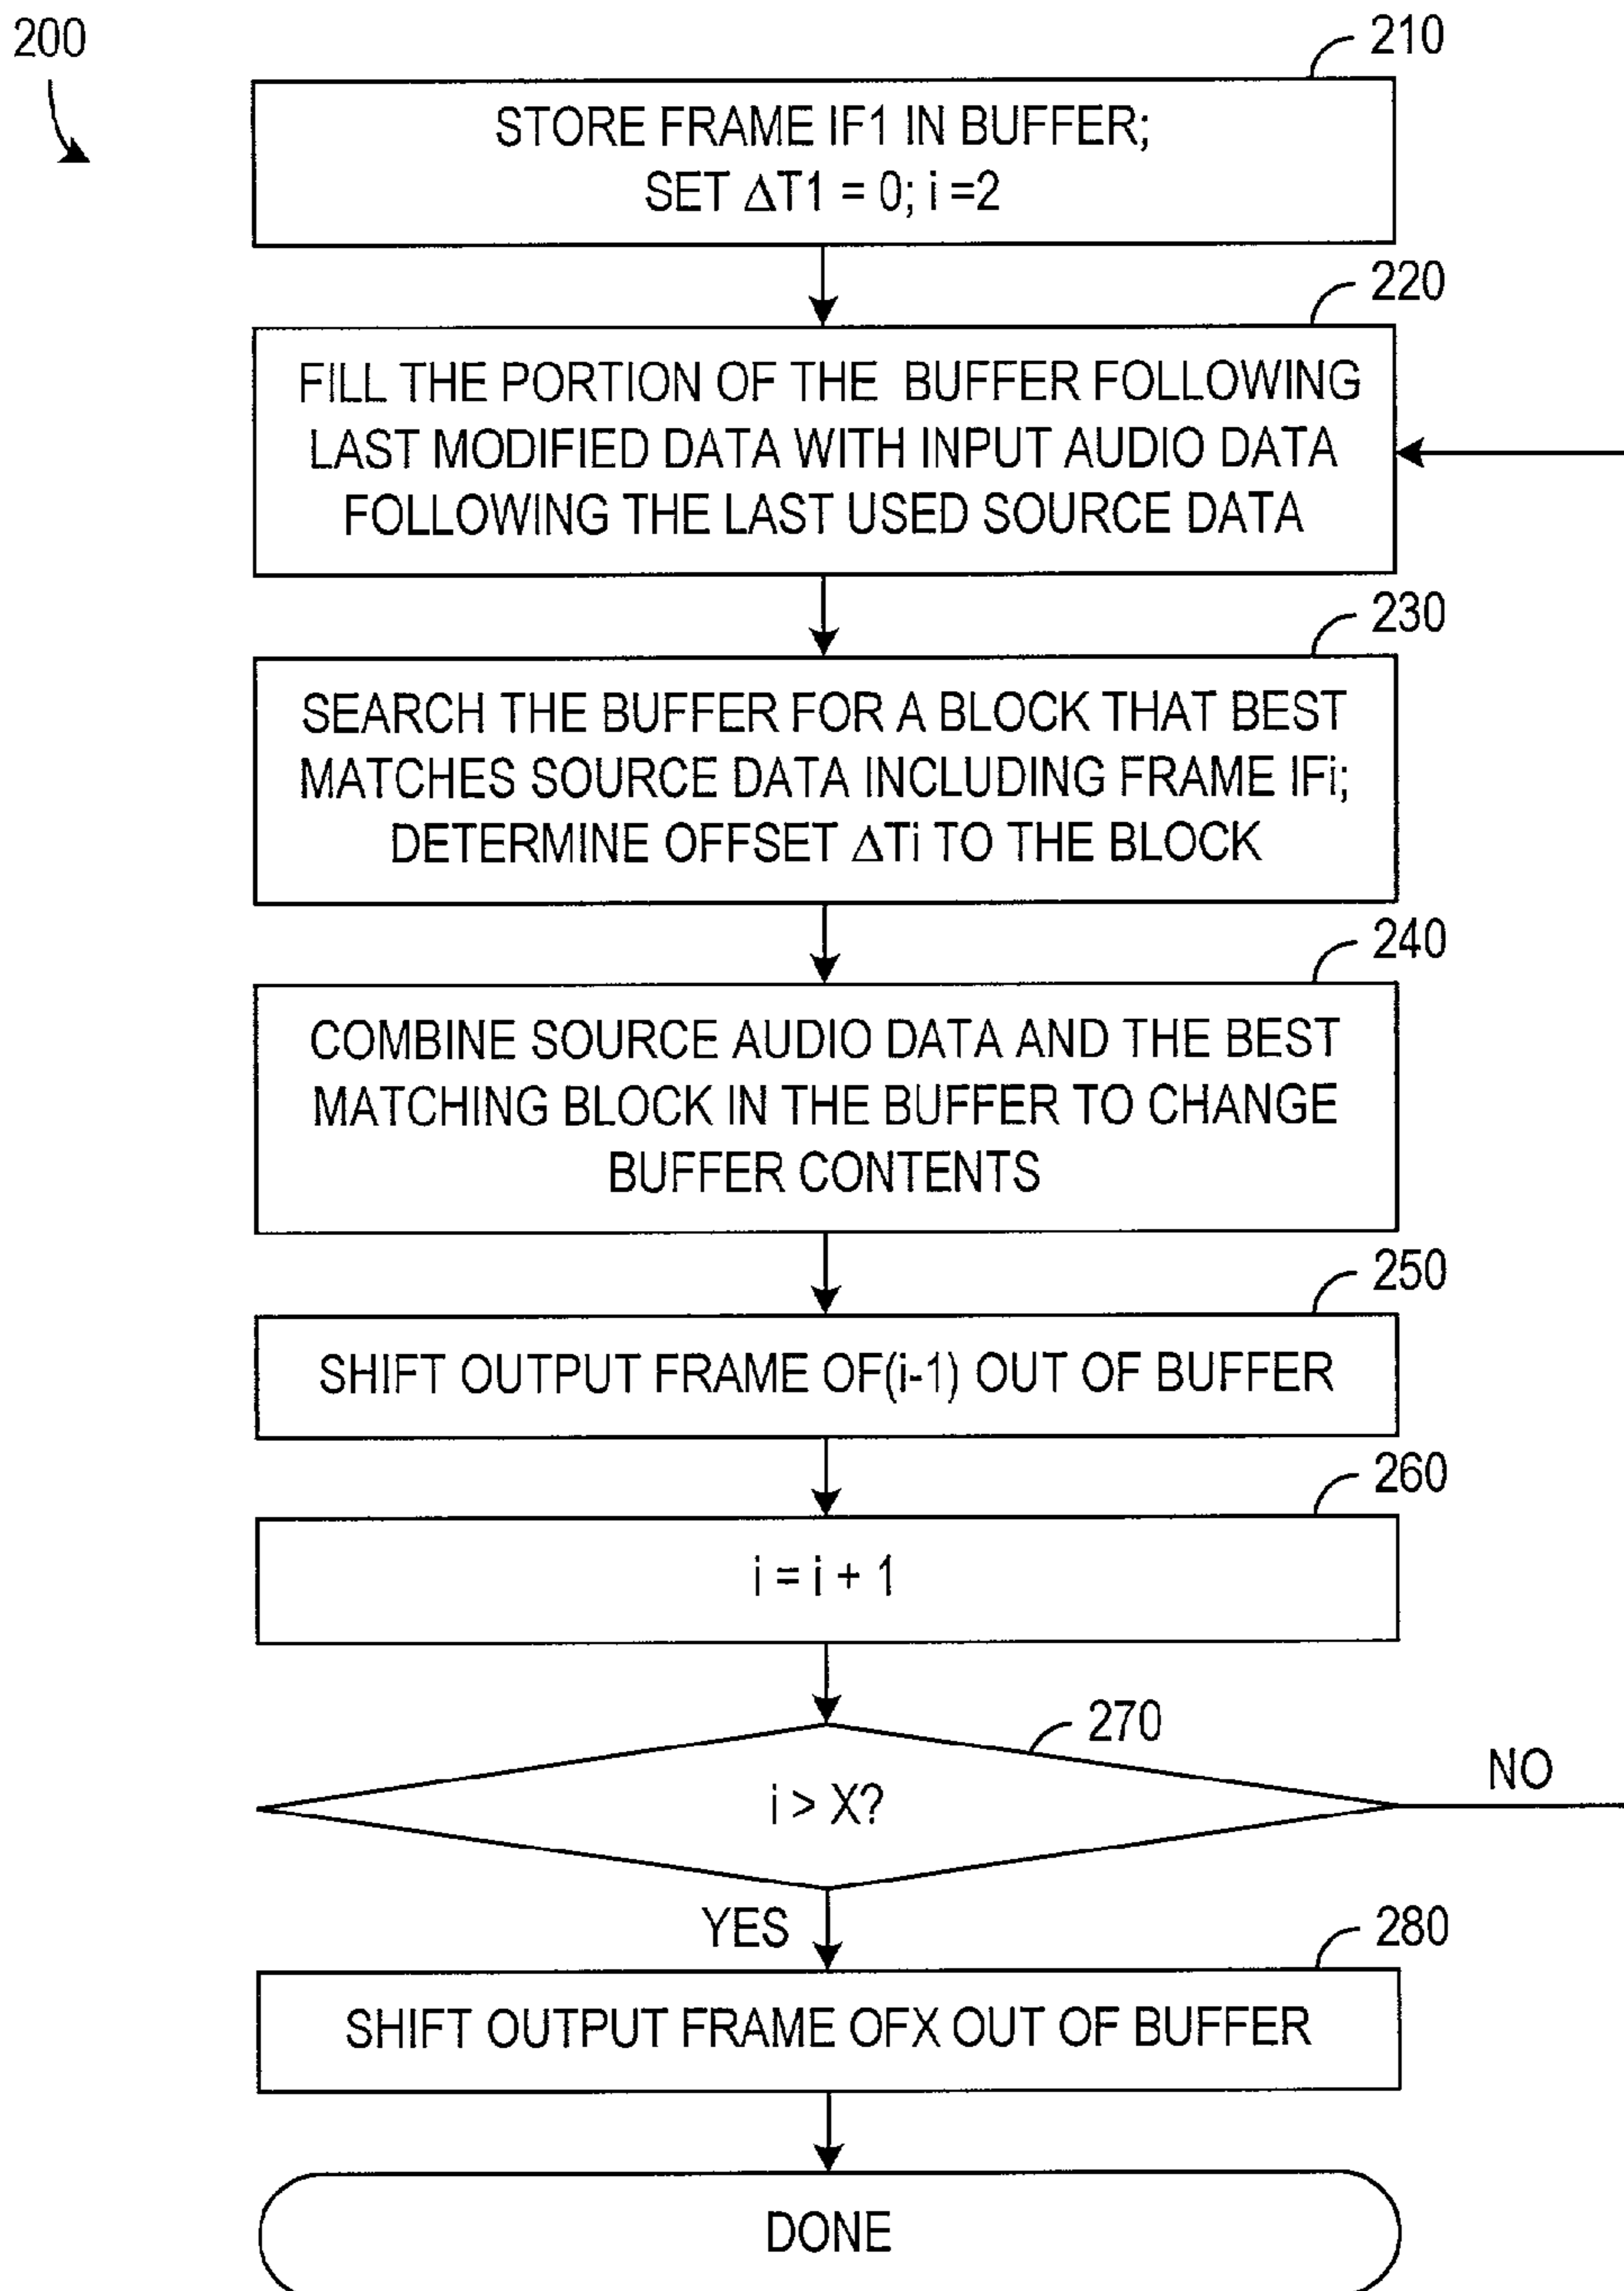 200
210
STORE FRAME IF1 IN BUFFER;
SET ΔT1 = 0; i =2
220
FILL THE PORTION OF THE BUFFER FOLLOWING
LAST MODIFIED DATA WITH INPUT AUDIO DATA
FOLLOWING THE LAST USED SOURCE DATA
230
SEARCH THE BUFFER FOR A BLOCK THAT BEST
MATCHES SOURCE DATA INCLUDING FRAME IFi;
DETERMINE OFFSET ΔTi TO THE BLOCK
240
COMBINE SOURCE AUDIO DATA AND THE BEST
MATCHING BLOCK IN THE BUFFER TO CHANGE
BUFFER CONTENTS
250
SHIFT OUTPUT FRAME OF(i-1) OUT OF BUFFER
260
i = i + 1
270
i > X?
NO
YES
280
SHIFT OUTPUT FRAME OFX OUT OF BUFFER
DONE